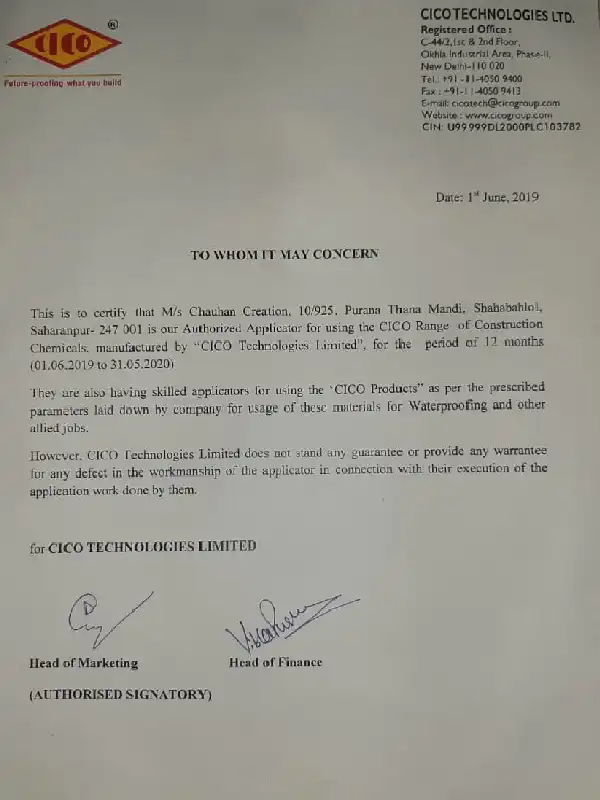 CICO
®
Future-proofing what you build
CICO TECHNOLOGIES LTD.
Registered Office :
C-44/2, Ist & 2nd Floor,
Okhla Industrial Area, Phase-II,
New Delhi-110 020
Tel.: +91 -11-4050 9400
Fax : +91-11-4050 9413
E-mail: cicotech@cicogroup.com
Website : www.cicogroup.com
CIN: U99999DL2000PLC103782
Date: 1st June, 2019
TO WHOM IT MAY CONCERN
This is to certify that M/s Chauhan Creation, 10/925, Purana Thana Mandi, Shahabahlol,
Saharanpur- 247 001 is our Authorized Applicator for using the CICO Range of Construction
Chemicals, manufactured by "CICO Technologies Limited", for the period of 12 months
(01.06.2019 to 31.05.2020)
They are also having skilled applicators for using the "CICO Products" as per the prescribed
parameters laid down by company for usage of these materials for Waterproofing and other
allied jobs.
However, CICO Technologies Limited does not stand any guarantee or provide any warrantee
for any defect in the workmanship of the applicator in connection with their execution of the
application work done by them.
for CICO TECHNOLOGIES LIMITED
Head of Marketing
Head of Finance
(AUTHORISED SIGNATORY)